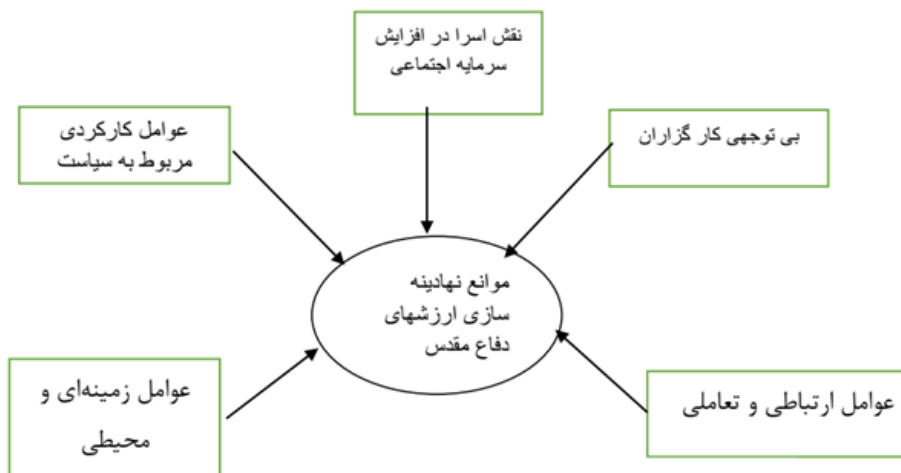 نقش اسرا در افزایش
سرمایه اجتماعی
بی توجهی کار گزاران
عوامل کارکردی
مربوط به سیاست
موانع نهادینه
سازی ارزشهای
دفاع مقدس
عوامل ارتباطی و تعاملی
عوامل زمینه‌ای و
محیطی